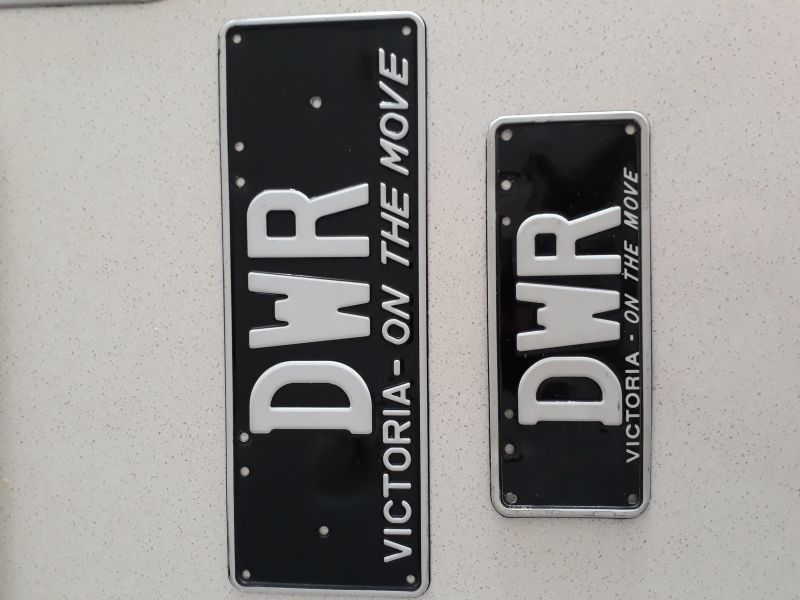 DWR
VICTORIA - ON THE MOVE
DWR
VICTORIA - ON THE MOVE